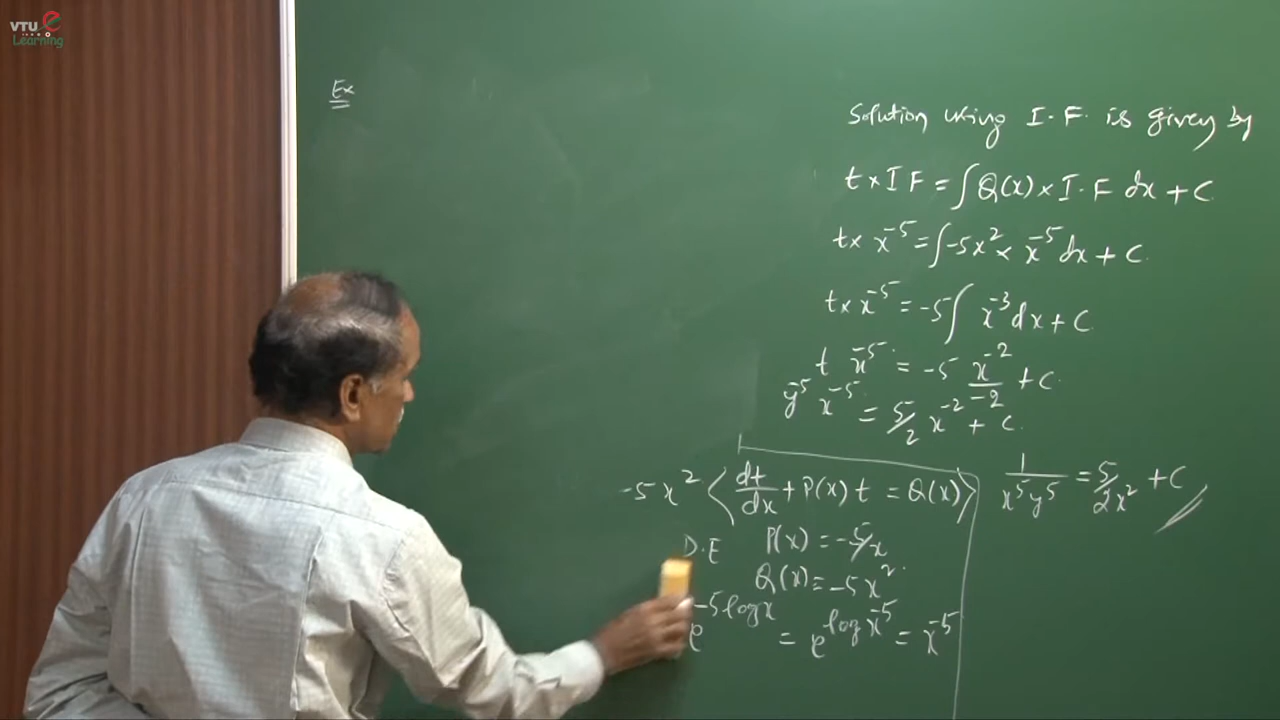 VTU e
Learning
Ex
Solution using I.F. is given by
t × I F = ∫ Q(x) × I.F dx + C
t × x⁻⁵ = ∫ -5x² × x⁻⁵ dx + C.
t × x⁻⁵ = -5 ∫ x⁻³ dx + C
t x⁻⁵ = -5 x⁻²/-2 + C.
y⁻⁵ x⁻⁵ = 5/2 x⁻² + C.
1/x⁵y⁵ = 5/2x² + C
-5x² < dt/dx + P(x) t = Q(x) >
D.E P(x) = -5/x
Q(x) = -5x².
e^-5logx = e^log x⁻⁵ = x⁻⁵